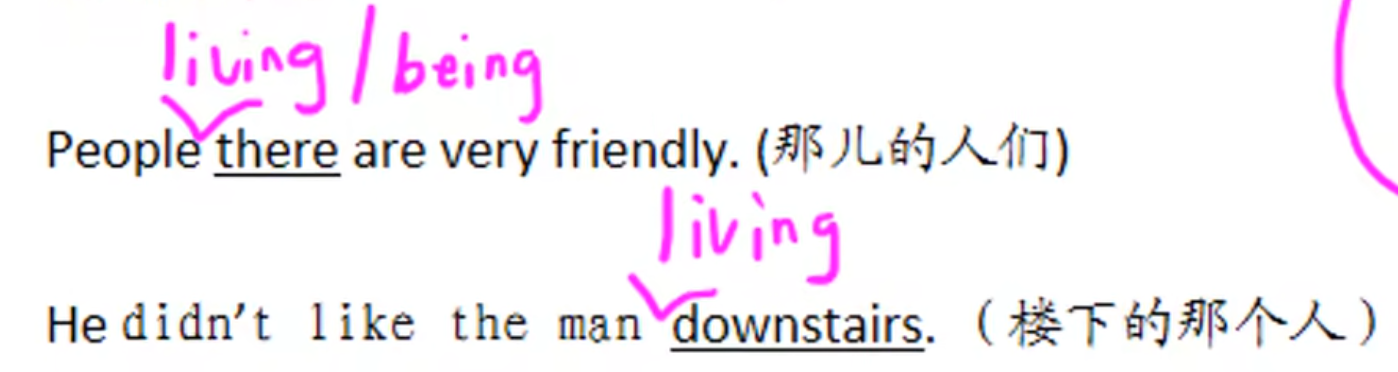 living/being
People there are very friendly. (那儿的人们)
living
He didn't like the man downstairs. （楼下的那个人）